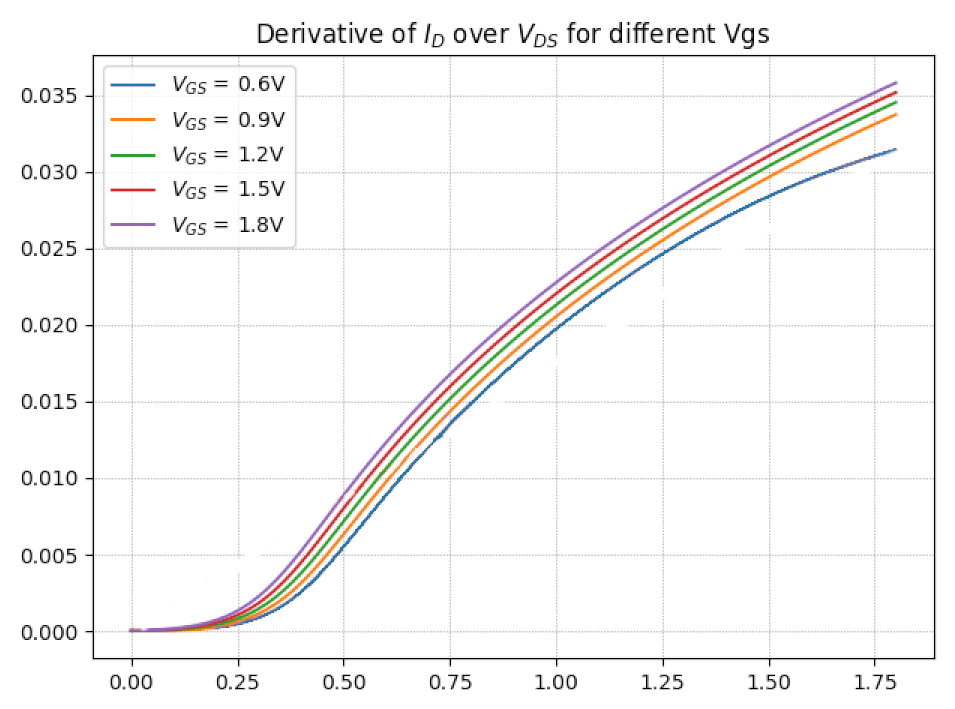 Derivative of I_D over V_DS for different Vgs
V_GS = 0.6V
V_GS = 0.9V
V_GS = 1.2V
V_GS = 1.5V
V_GS = 1.8V
0.035
0.030
0.025
0.020
0.015
0.010
0.005
0.000
0.00 0.25 0.50 0.75 1.00 1.25 1.50 1.75